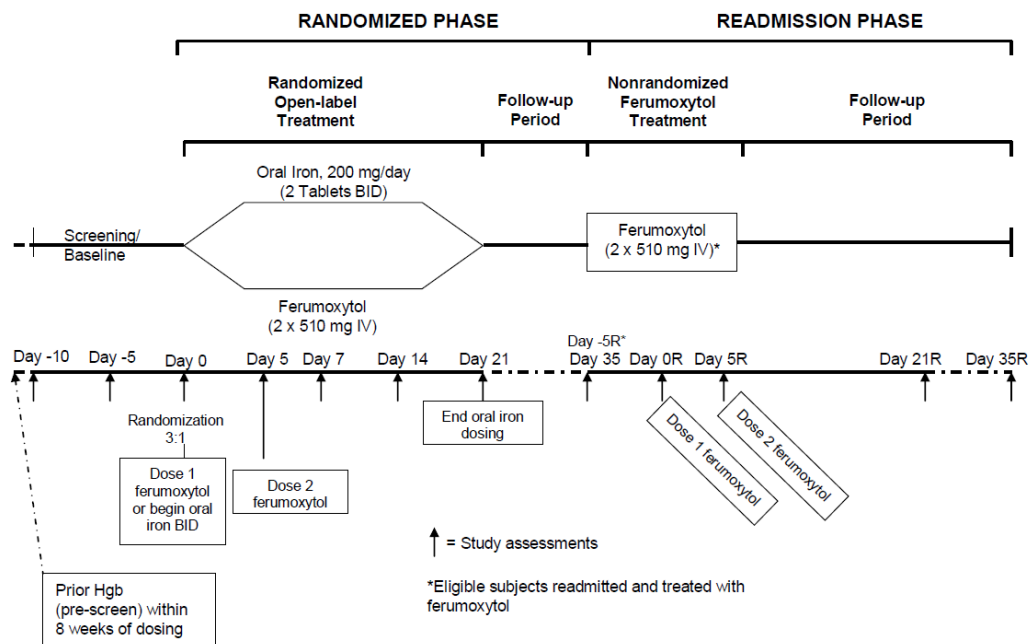 RANDOMIZED PHASE
READMISSION PHASE
Randomized
Open-label
Treatment
Follow-up
Period
Nonrandomized
Ferumoxytol
Treatment
Follow-up
Period
Oral Iron, 200 mg/day
(2 Tablets BID)
Screening/
Baseline
Ferumoxytol
(2 x 510 mg IV)*
Ferumoxytol
(2 x 510 mg IV)
Day -10
Day -5
Day 0
Day 5
Day 7
Day 14
Day 21
Day -5R*
Day 35
Day 0R
Day 5R
Day 21R
Day 35R
Randomization
3:1
Dose 1
ferumoxytol
or begin oral
iron BID
Dose 2
ferumoxytol
End oral iron
dosing
Dose 1 ferumoxytol
Dose 2 ferumoxytol
= Study assessments
*Eligible subjects readmitted and treated with
ferumoxytol
Prior Hgb
(pre-screen) within
8 weeks of dosing